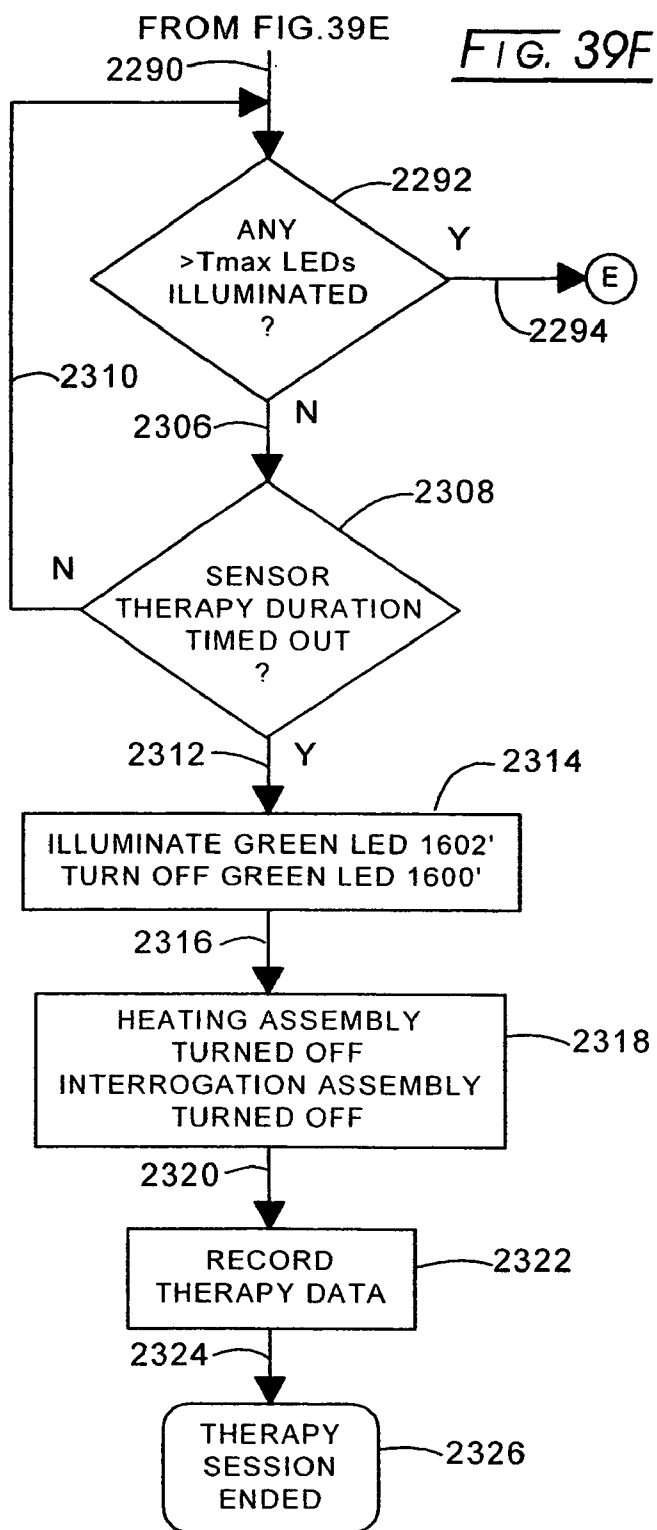 FROM FIG.39E
FIG. 39F
2290
2292
ANY
>Tmax LEDs
ILLUMINATED
?
Y
E
2294
2310
N
2306
2308
N
SENSOR
THERAPY DURATION
TIMED OUT
?
2312
Y
2314
ILLUMINATE GREEN LED 1602'
TURN OFF GREEN LED 1600'
2316
HEATING ASSEMBLY
TURNED OFF
INTERROGATION ASSEMBLY
TURNED OFF
2318
2320
RECORD
THERAPY DATA
2322
2324
THERAPY
SESSION
ENDED
2326